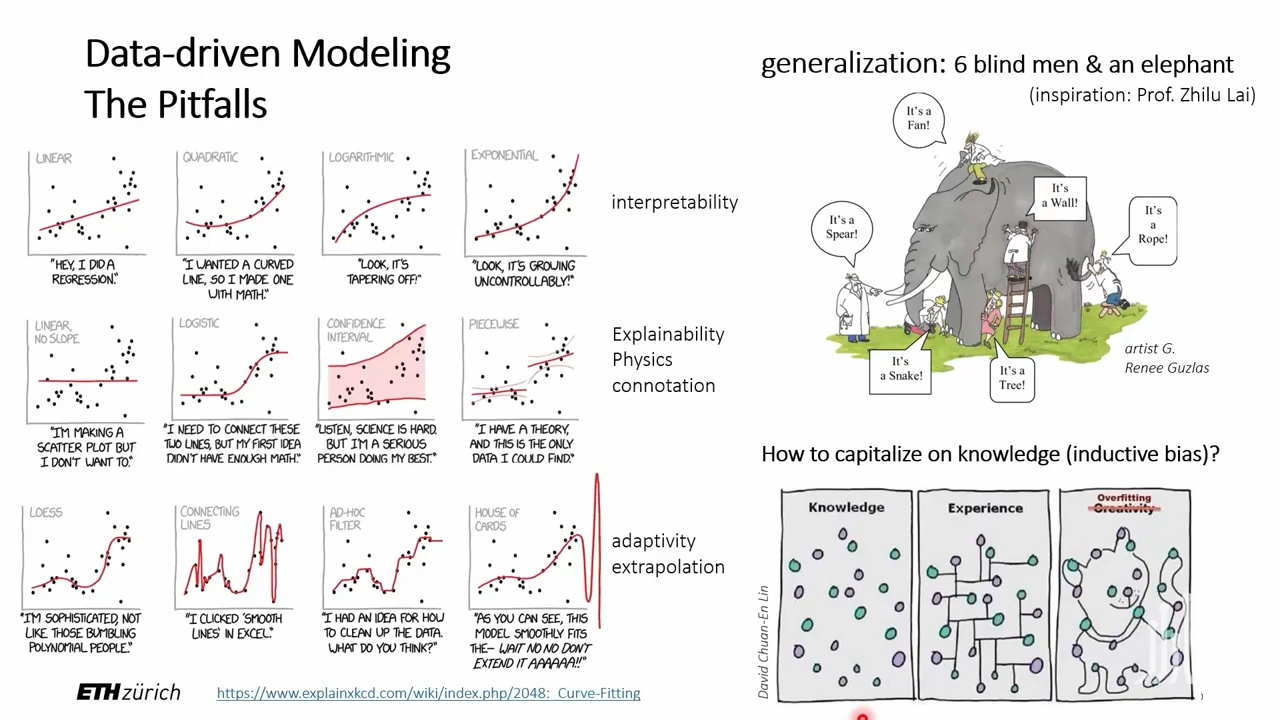 Data-driven Modeling
The Pitfalls
LINEAR
"HEY, I DID A
REGRESSION."
QUADRATIC
"I WANTED A CURVED
LINE, SO I MADE ONE
WITH MATH."
LOGARITHMIC
"LOOK, IT'S
TAPERING OFF!"
EXPONENTIAL
"LOOK, IT'S GROWING
UNCONTROLLABLY!"
interpretability
LINEAR,
NO SLOPE
"I'M MAKING A
SCATTER PLOT BUT
I DON'T WANT TO."
LOGISTIC
"I NEED TO CONNECT THESE
TWO LINES, BUT MY FIRST IDEA
DIDN'T HAVE ENOUGH MATH."
CONFIDENCE
INTERVAL
"LISTEN, SCIENCE IS HARD.
BUT I'M A SERIOUS
PERSON DOING MY BEST."
PIECEWISE
"I HAVE A THEORY,
AND THIS IS THE ONLY
DATA I COULD FIND."
Explainability
Physics
connotation
LOESS
"I'M SOPHISTICATED, NOT
LIKE THOSE BUMBLING
POLYNOMIAL PEOPLE."
CONNECTING
LINES
"I CLICKED 'SMOOTH
LINES' IN EXCEL."
AD-HOC
FILTER
"I HAD AN IDEA FOR HOW
TO CLEAN UP THE DATA.
WHAT DO YOU THINK?"
HOUSE OF
CARDS
"AS YOU CAN SEE, THIS
MODEL SMOOTHLY FITS
THE- WAIT NO NO DON'T
EXTEND IT AAAAAA!!"
adaptivity
extrapolation
ETH zürich
https://www.explainxkcd.com/wiki/index.php/2048:_Curve-Fitting
generalization: 6 blind men & an elephant
(inspiration: Prof. Zhilu Lai)
It's a
Fan!
It's
a Wall!
It's a
Spear!
It's
a
Rope!
It's
a Snake!
It's a
Tree!
artist G.
Renee Guzlas
How to capitalize on knowledge (inductive bias)?
Knowledge
Experience
Overfitting
Creativity
David Chuan-En Lin